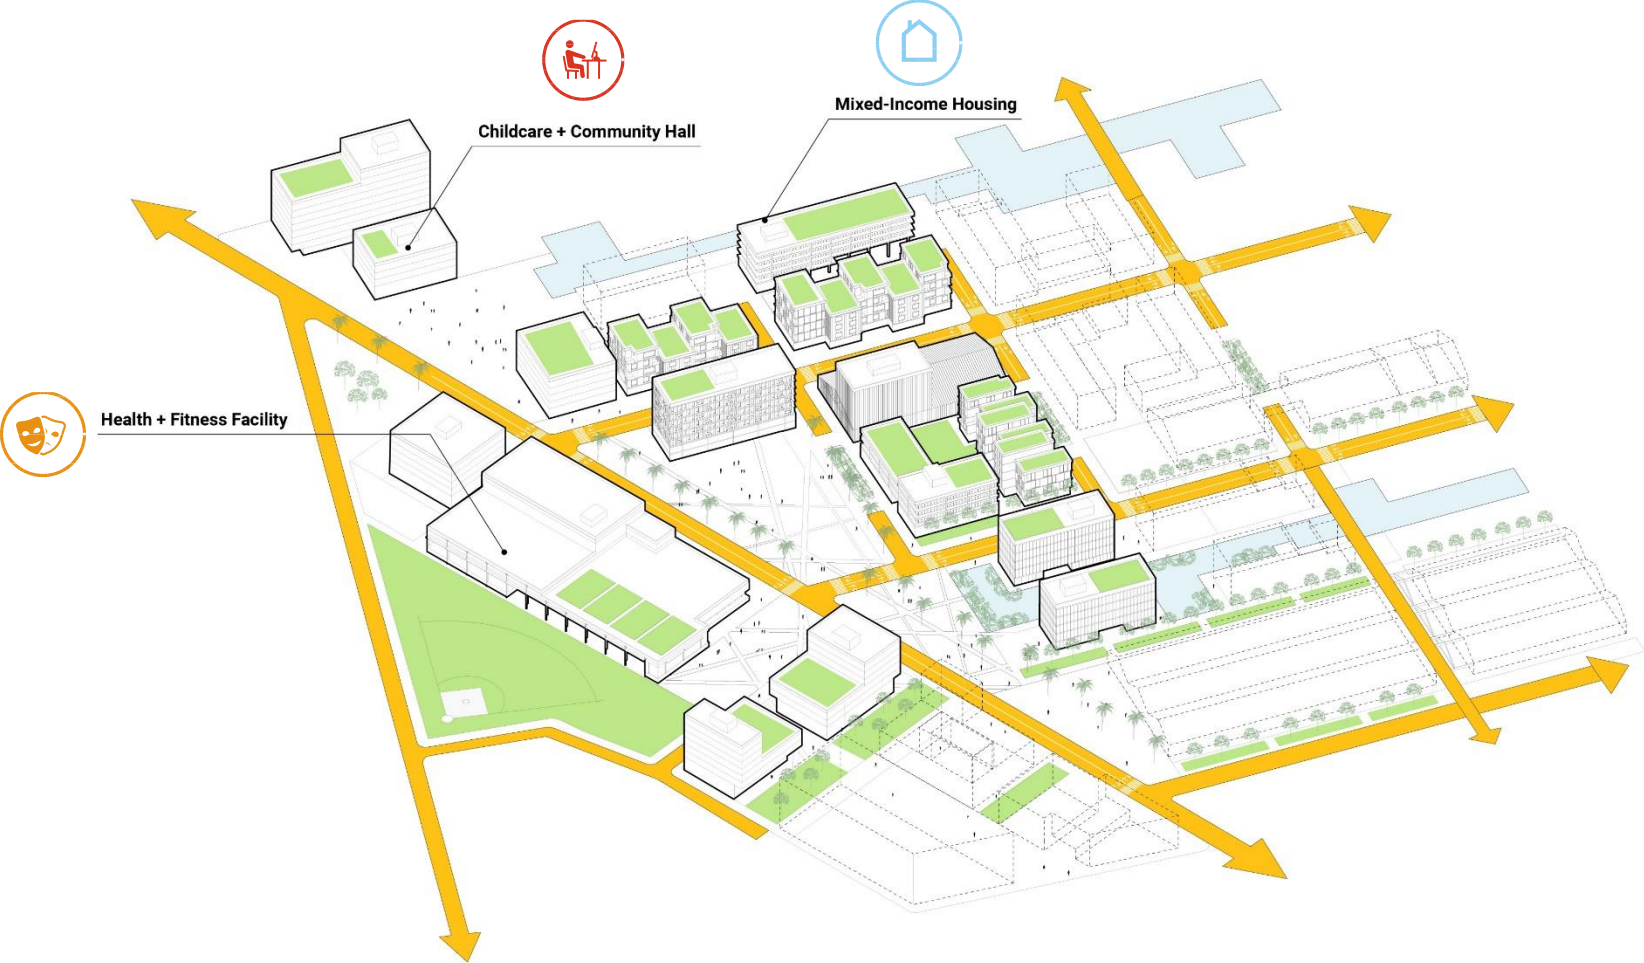 Mixed-Income Housing
Childcare + Community Hall
Health + Fitness Facility